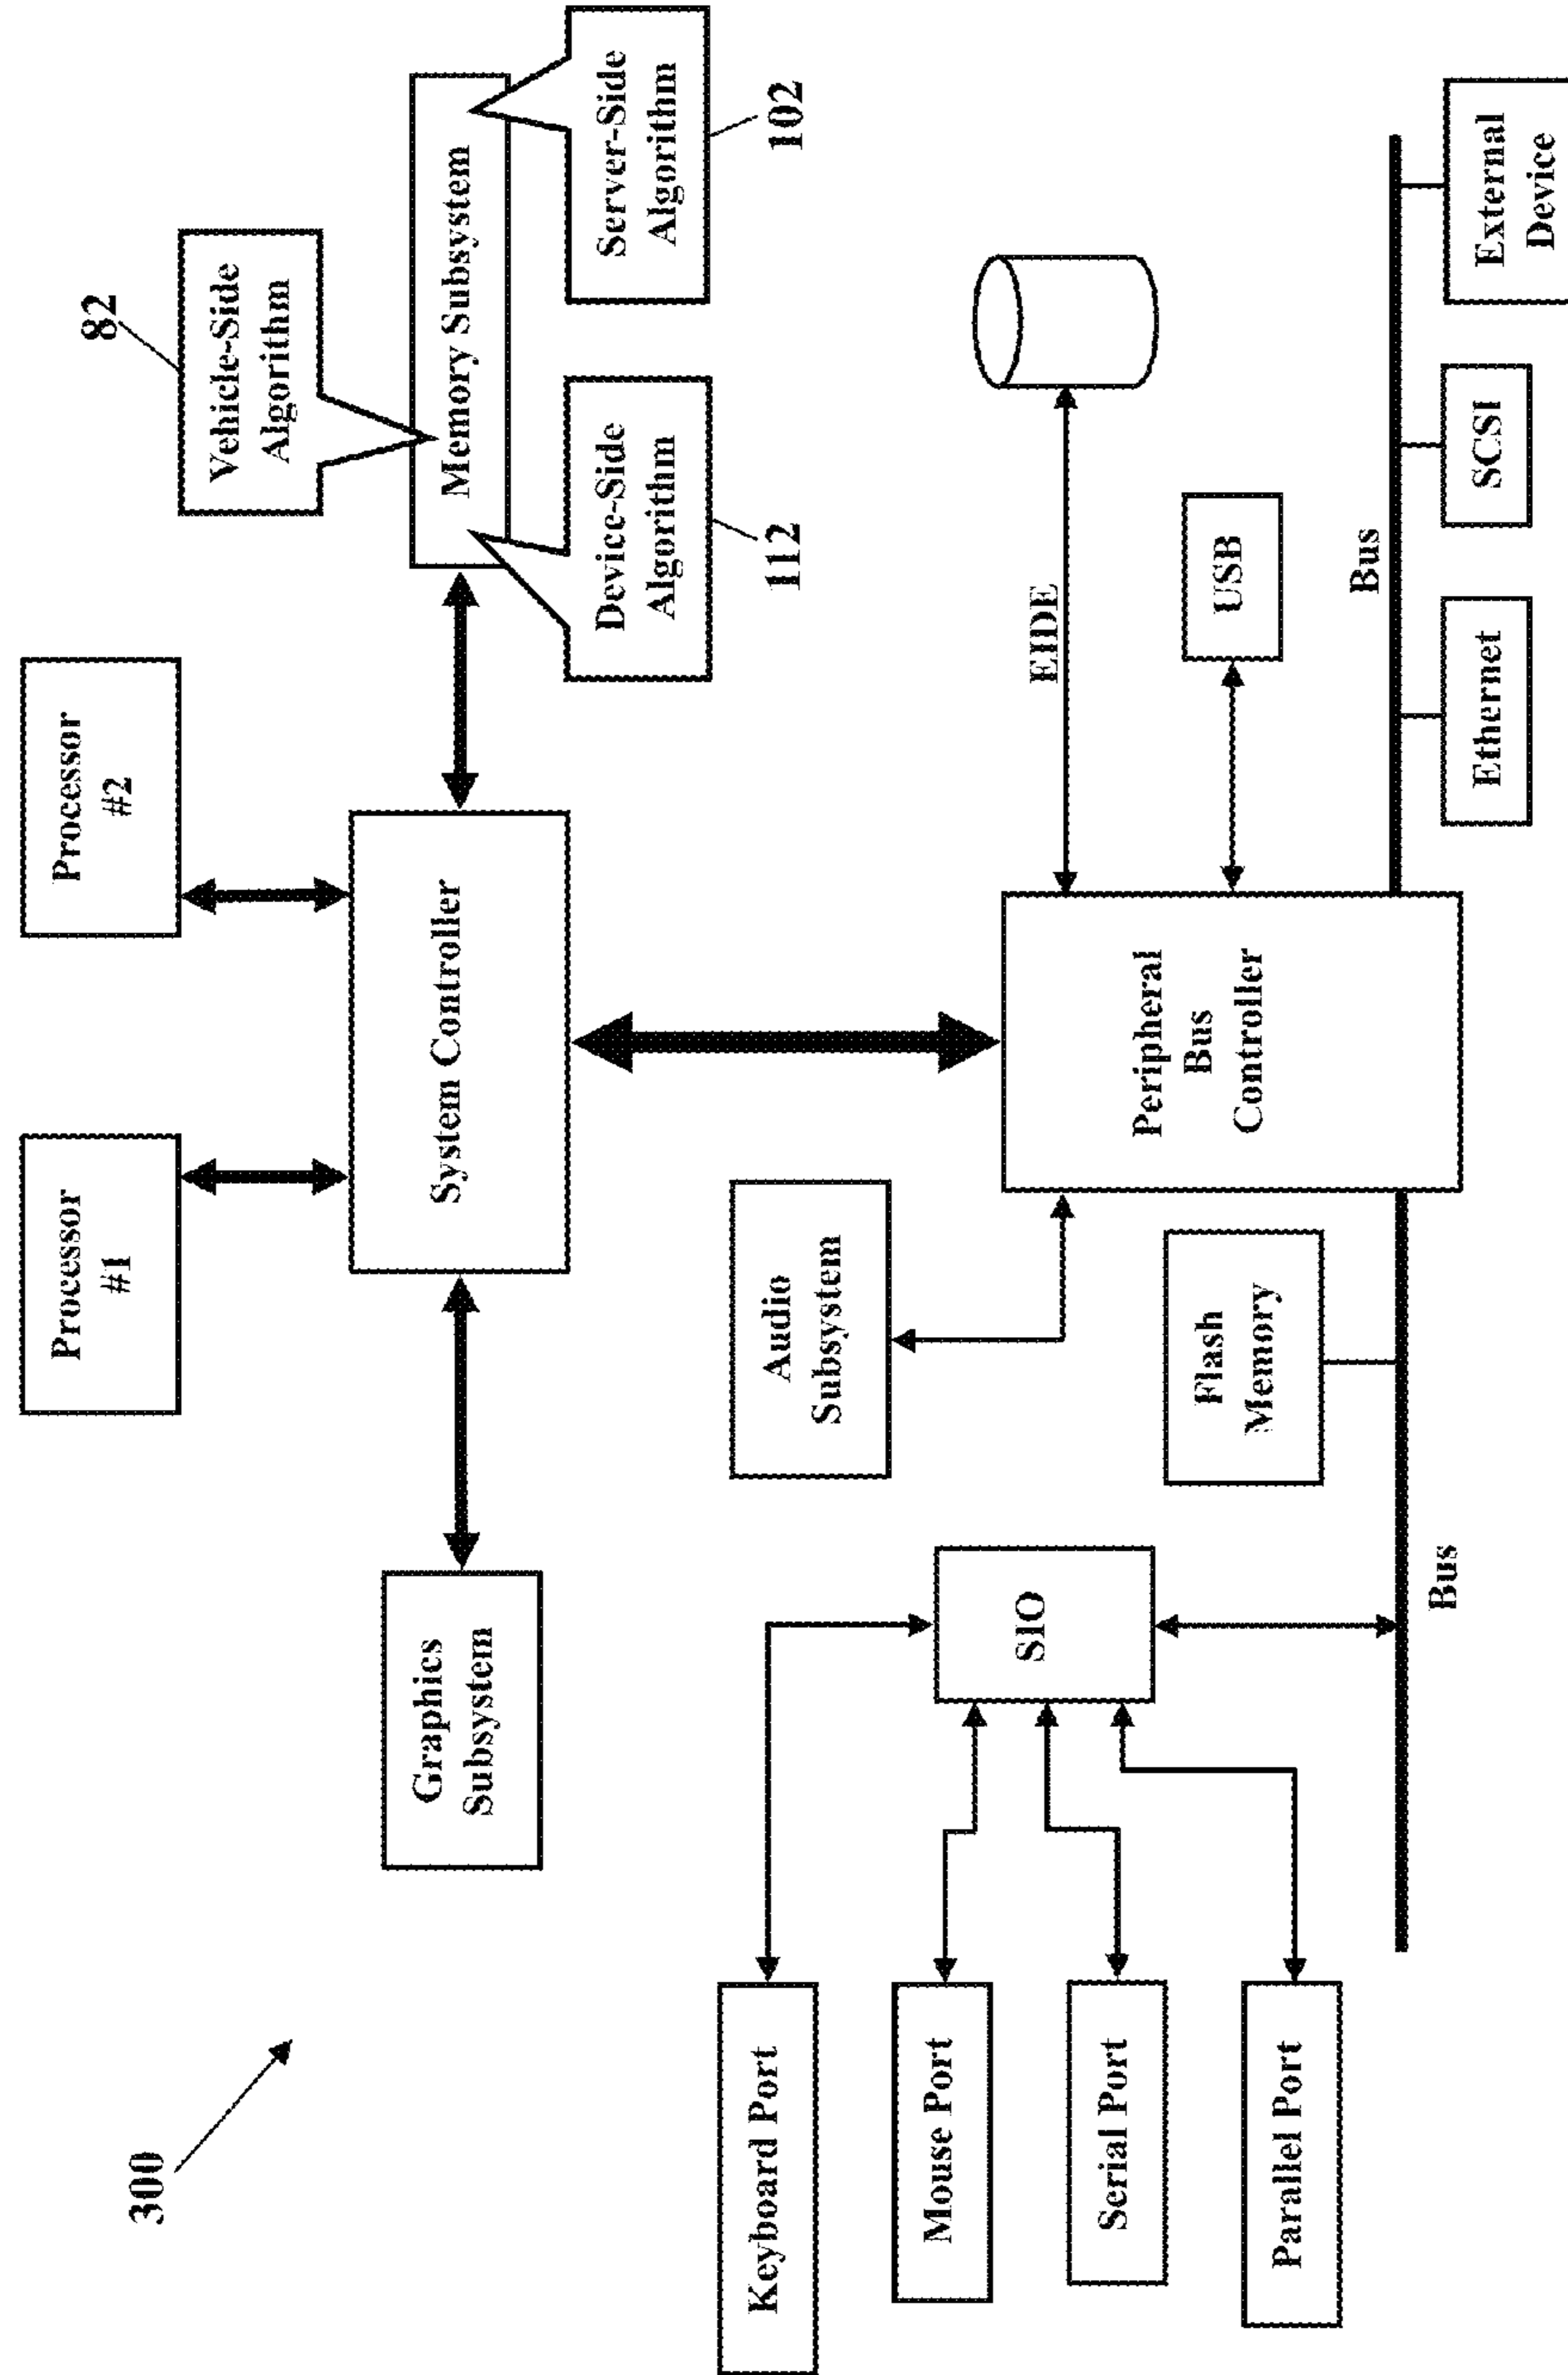 300
Processor
#1
Processor
#2
82
Vehicle-Side
Algorithm
Graphics
Subsystem
System Controller
Memory Subsystem
Device-Side
Algorithm
112
Server-Side
Algorithm
102
Keyboard Port
Mouse Port
Serial Port
Parallel Port
SIO
Audio
Subsystem
Flash
Memory
Peripheral
Bus
Controller
EIDE
USB
Bus
Bus
Ethernet
SCSI
External
Device